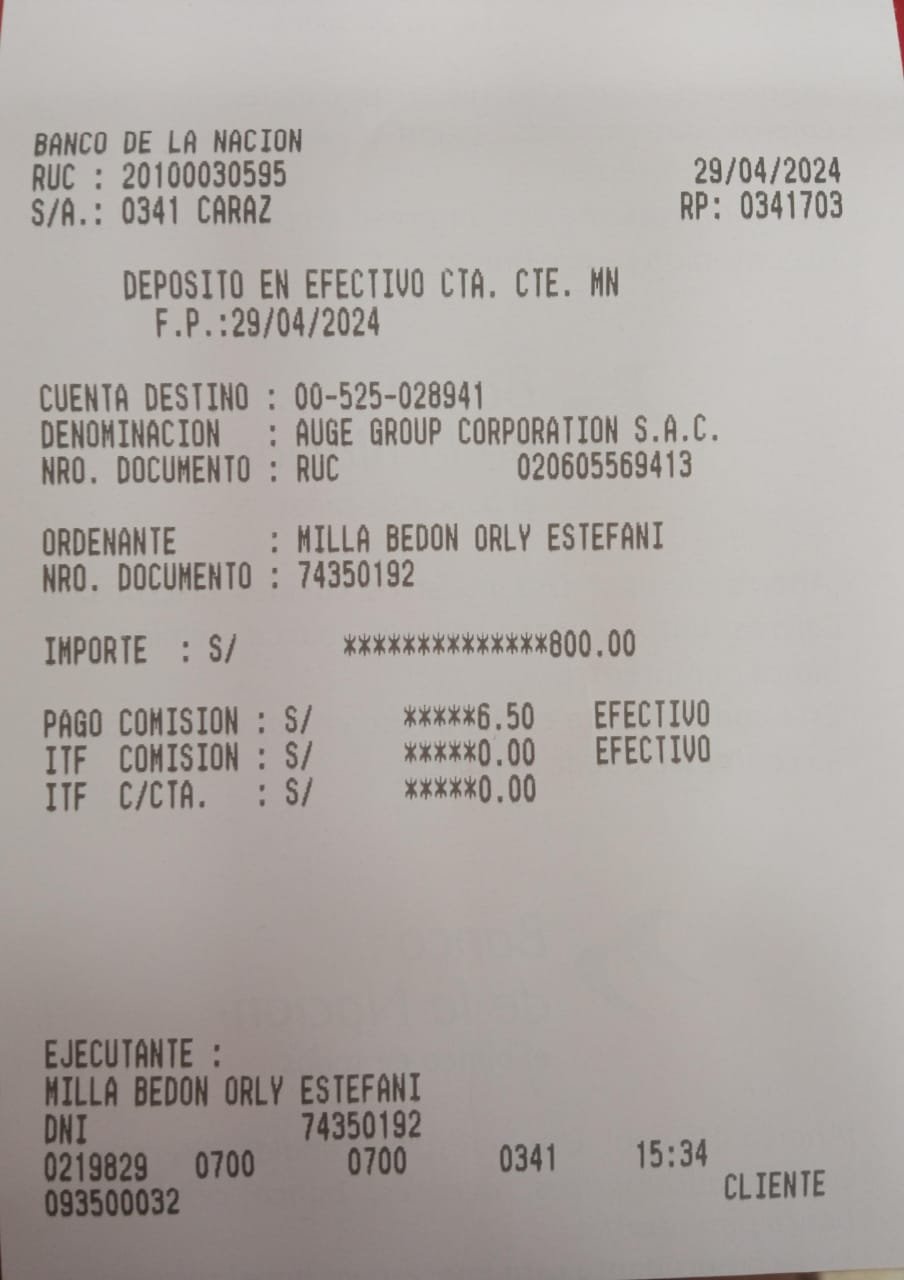 BANCO DE LA NACION
RUC : 20100030595 29/04/2024
S/A.: 0341 CARAZ RP: 0341703
DEPOSITO EN EFECTIVO CTA. CTE. MN
F.P.:29/04/2024
CUENTA DESTINO : 00-525-028941
DENOMINACION : AUGE GROUP CORPORATION S.A.C.
NRO. DOCUMENTO : RUC 020605569413
ORDENANTE : MILLA BEDON ORLY ESTEFANI
NRO. DOCUMENTO : 74350192
IMPORTE : S/ **************800.00
PAGO COMISION : S/ *****6.50 EFECTIVO
ITF COMISION : S/ *****0.00 EFECTIVO
ITF C/CTA. : S/ *****0.00
EJECUTANTE :
MILLA BEDON ORLY ESTEFANI
DNI 74350192
0219829 0700 0700 0341 15:34
093500032 CLIENTE